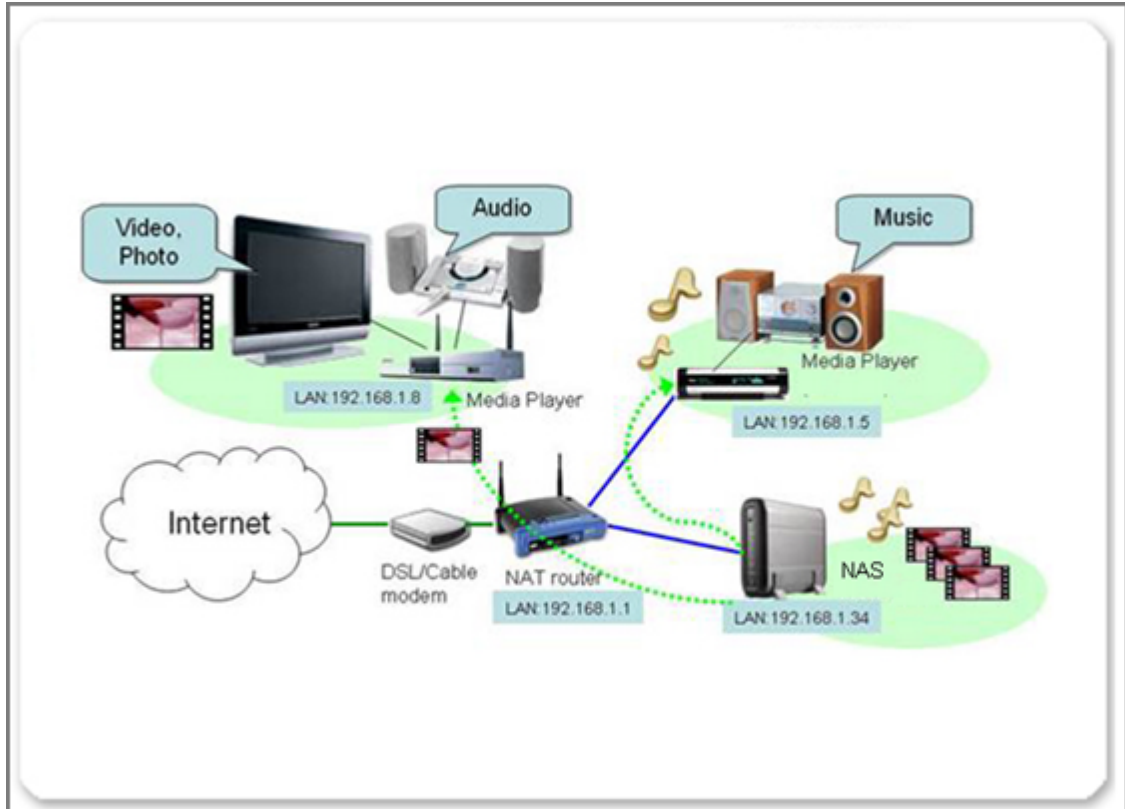 Video,
Photo
Audio
Music
LAN:192.168.1.8
Media Player
Media Player
LAN:192.168.1.5
Internet
DSL/Cable
modem
NAT router
LAN:192.168.1.1
NAS
LAN:192.168.1.34